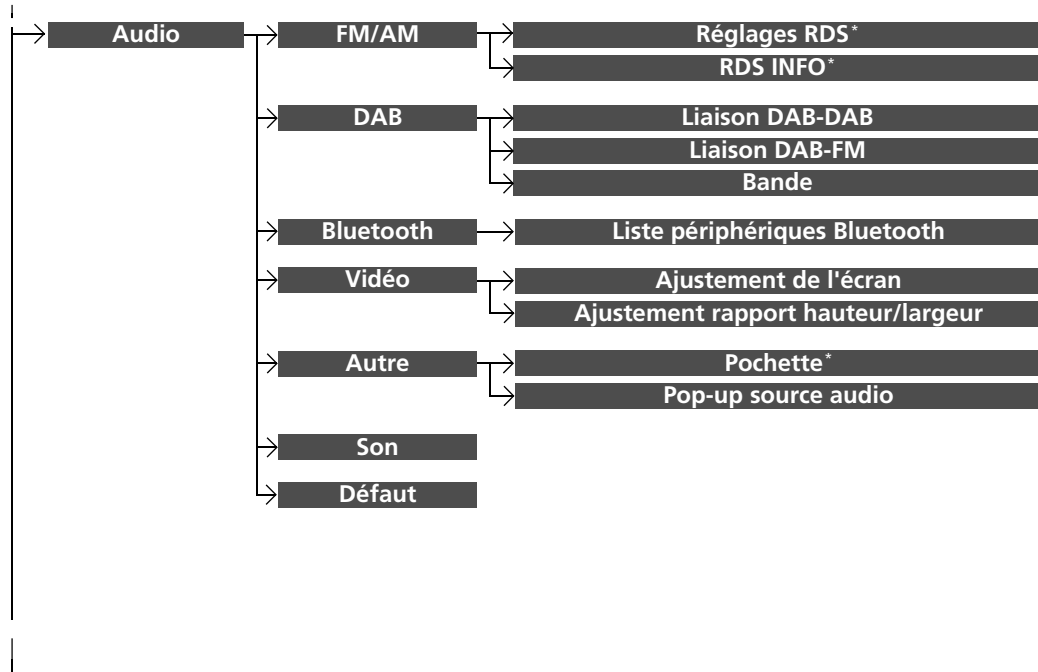 Audio
FM/AM
Réglages RDS*
RDS INFO*
DAB
Liaison DAB-DAB
Liaison DAB-FM
Bande
Bluetooth
Liste périphériques Bluetooth
Vidéo
Ajustement de l'écran
Ajustement rapport hauteur/largeur
Autre
Pochette*
Pop-up source audio
Son
Défaut